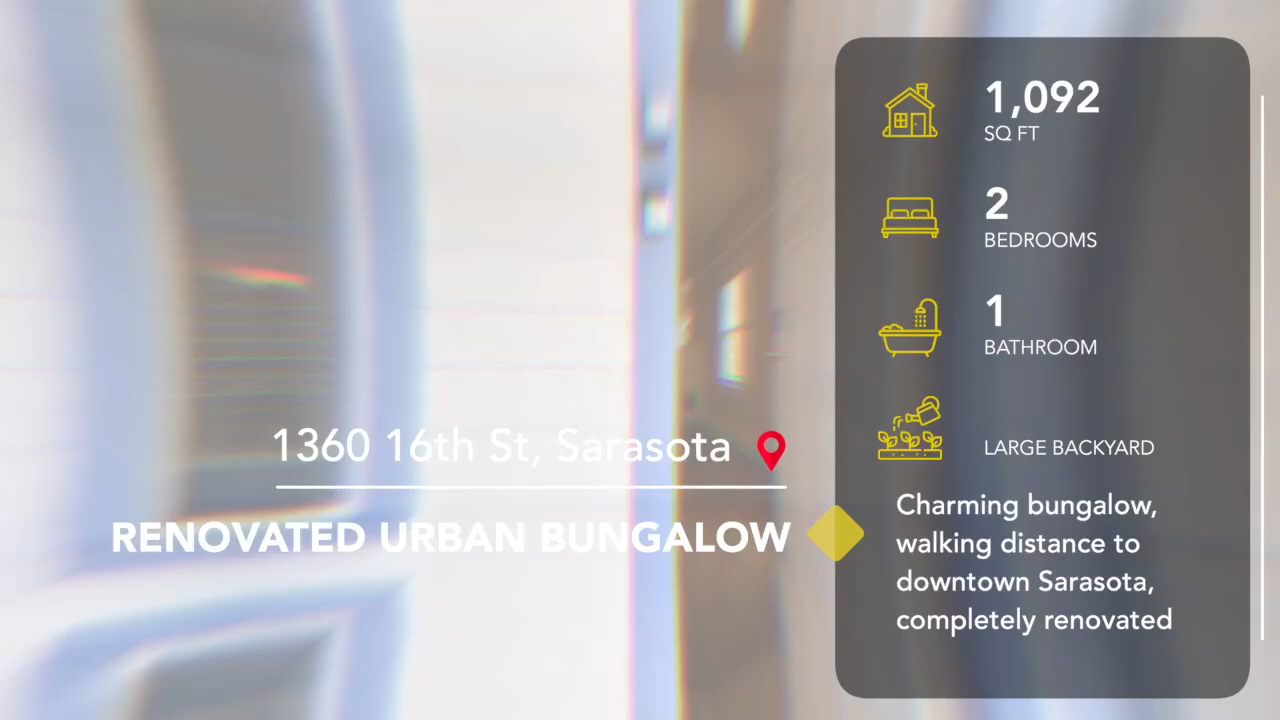 1360 16th St, Sarasota
RENOVATED URBAN BUNGALOW
1,092
SQ FT
2
BEDROOMS
1
BATHROOM
LARGE BACKYARD
Charming bungalow,
walking distance to
downtown Sarasota,
completely renovated